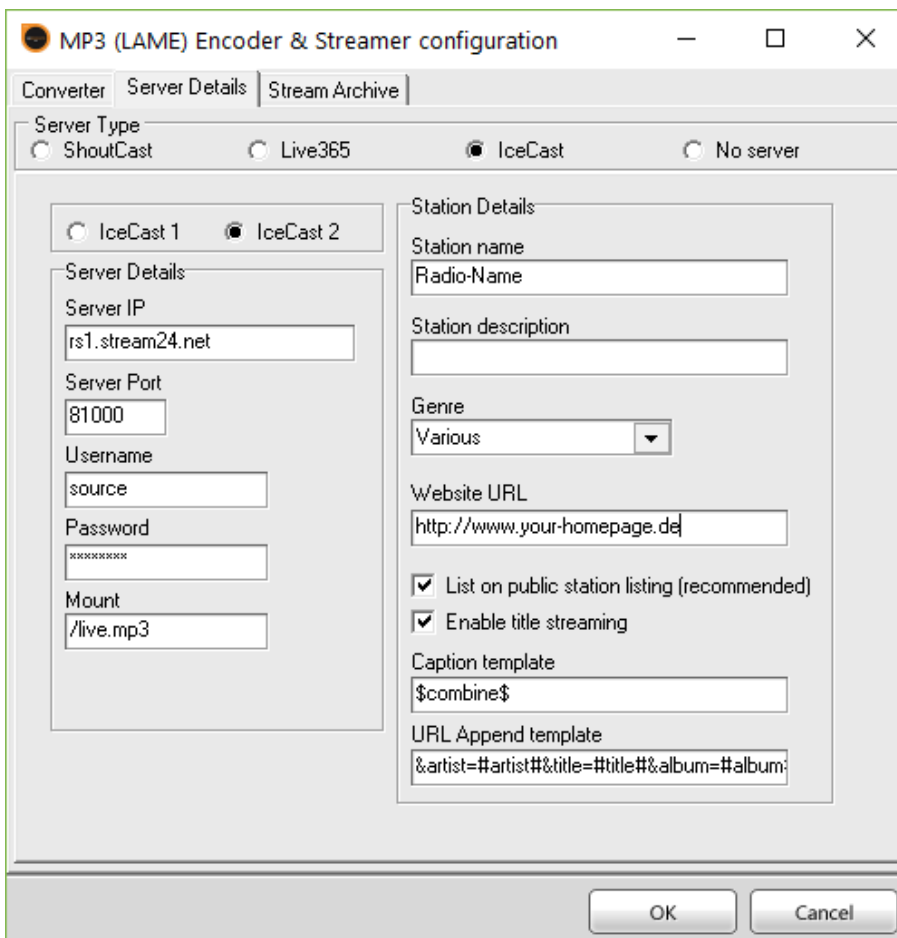 MP3 (LAME) Encoder & Streamer configuration
Converter Server Details Stream Archive
Server Type
ShoutCast Live365 IceCast No server
IceCast 1 IceCast 2
Server Details
Server IP
rs1.stream24.net
Server Port
81000
Username
source
Password
××××××××
Mount
/live.mp3
Station Details
Station name
Radio-Name
Station description
Genre
Various
Website URL
http://www.your-homepage.de
List on public station listing (recommended)
Enable title streaming
Caption template
$combine$
URL Append template
&artist=#artist#&title=#title#&album=#album
OK Cancel